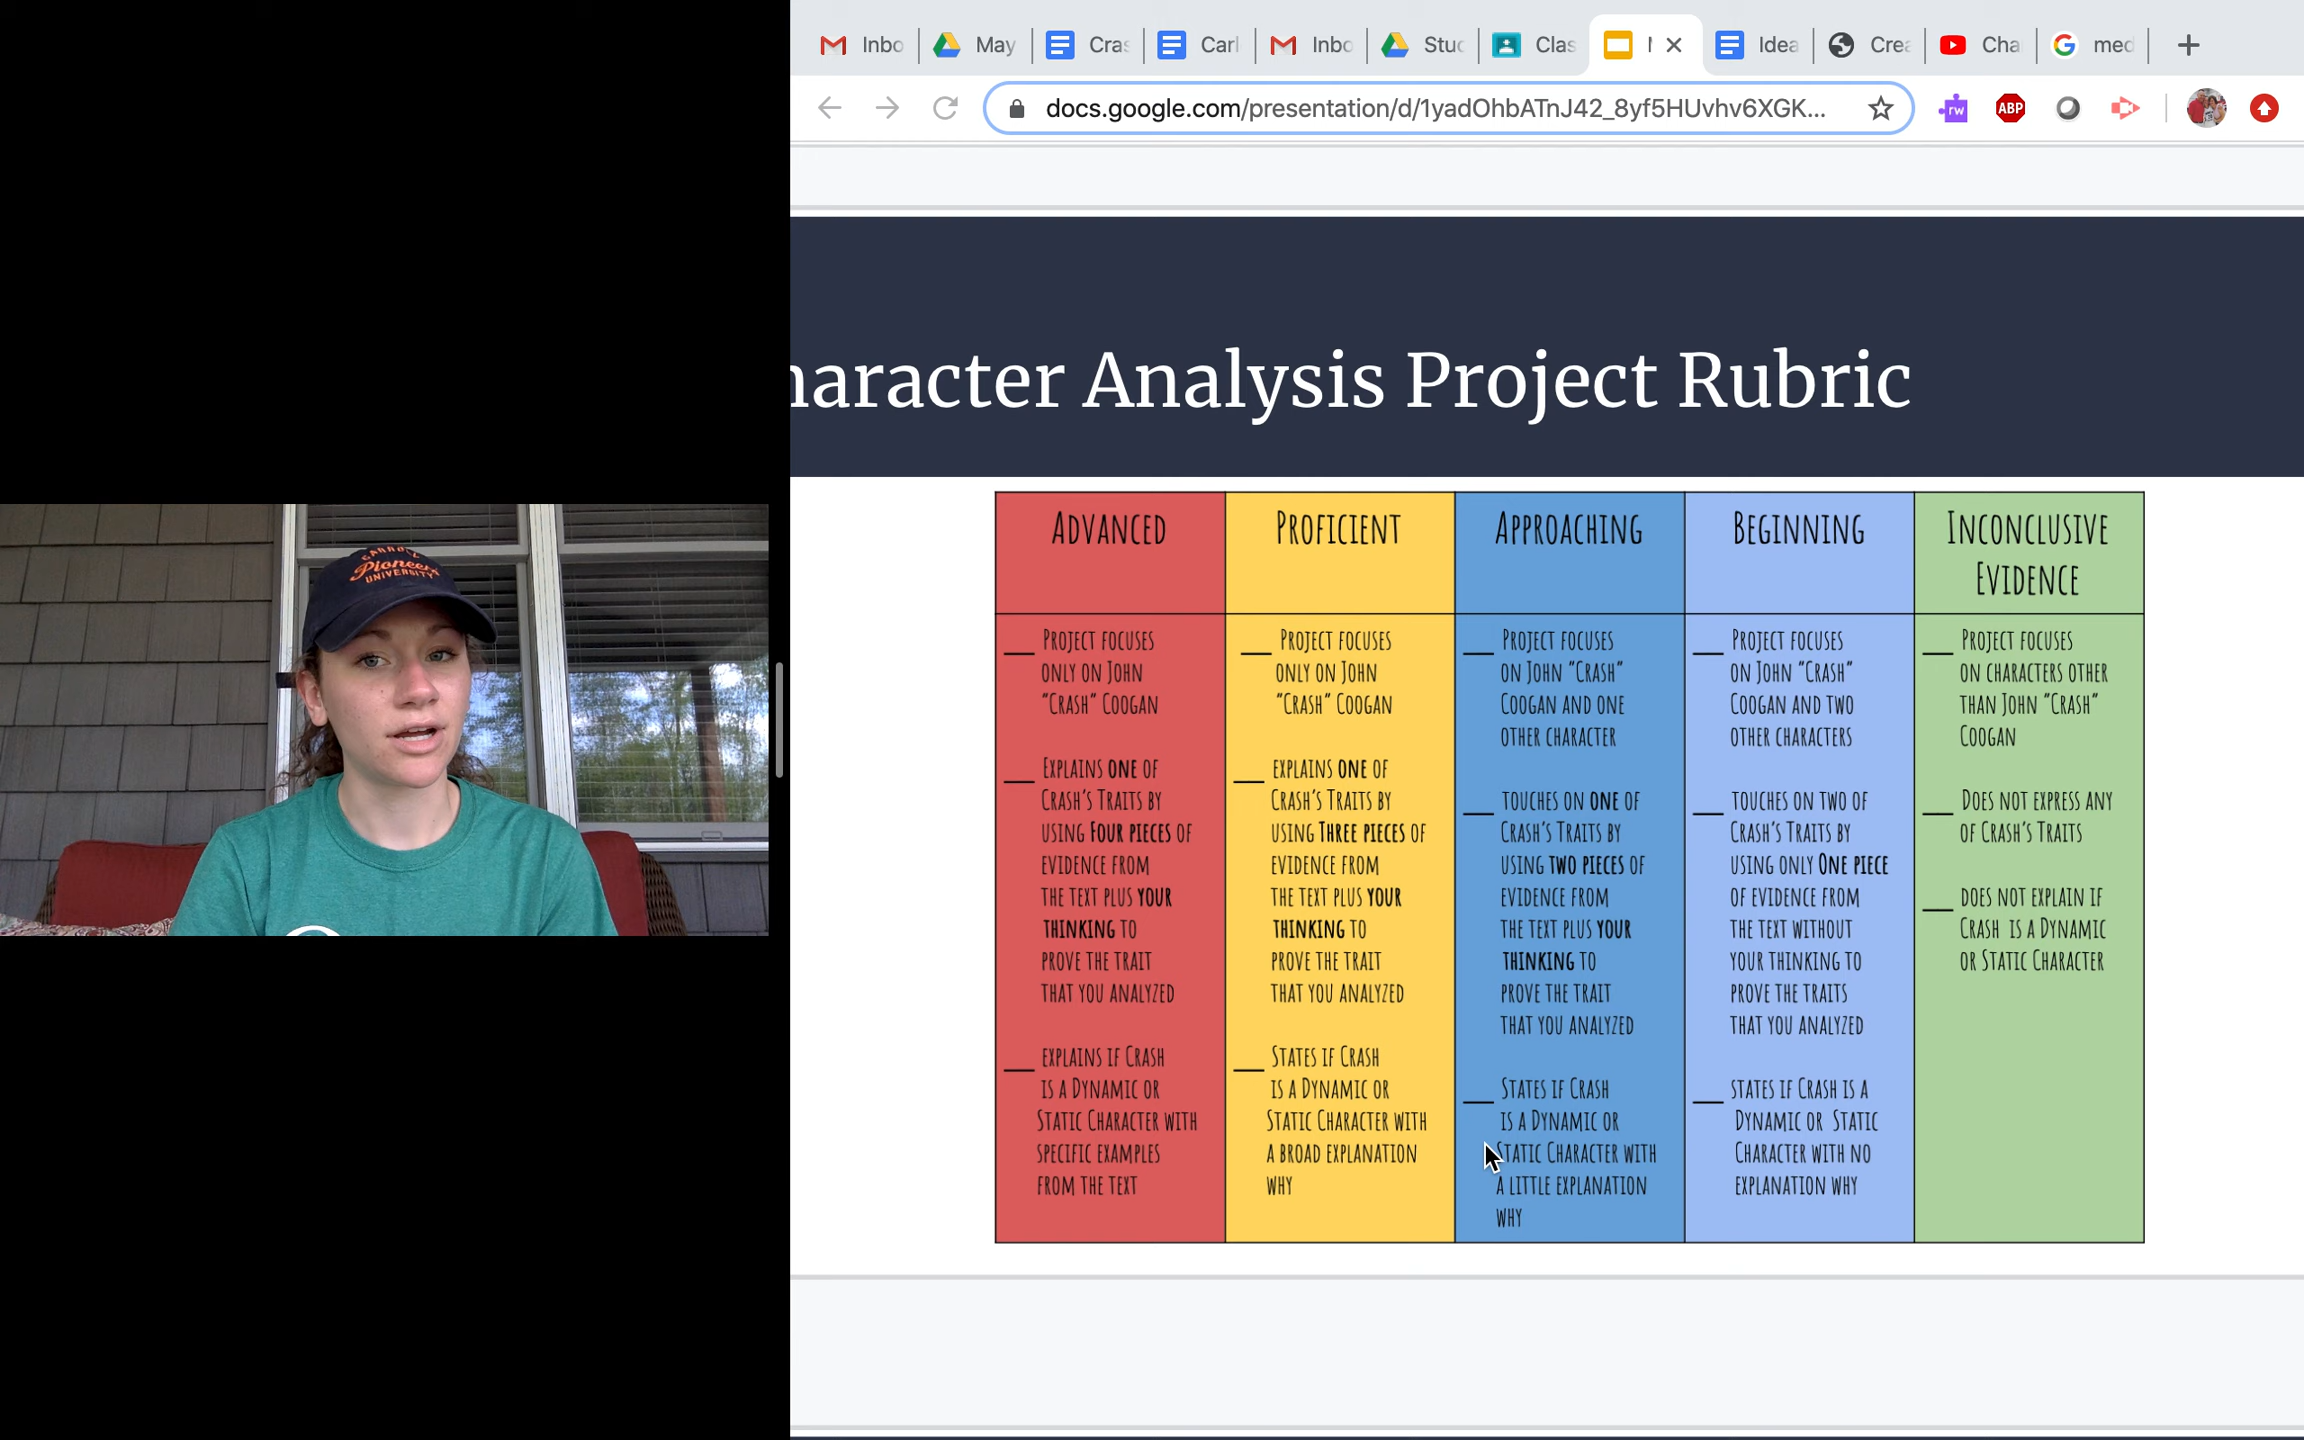 Inbo
May
Cra
Carl
Inbo
Stuc
Clas
Idea
Crea
Cha
med
docs.google.com/presentation/d/1yadOhbATnJ42_8yf5HUvhv6XGK...
rw
ABP
haracter Analysis Project Rubric
CARROLL
Pioneers
UNIVERSITY
ADVANCED
___ PROJECT FOCUSES
ONLY ON JOHN
"CRASH" COOGAN
___ EXPLAINS ONE OF
CRASH'S TRAITS BY
USING FOUR PIECES OF
EVIDENCE FROM
THE TEXT PLUS YOUR
THINKING TO
PROVE THE TRAIT
THAT YOU ANALYZED
___ EXPLAINS IF CRASH
IS A DYNAMIC OR
STATIC CHARACTER WITH
SPECIFIC EXAMPLES
FROM THE TEXT
PROFICIENT
___ PROJECT FOCUSES
ONLY ON JOHN
"CRASH" COOGAN
___ EXPLAINS ONE OF
CRASH'S TRAITS BY
USING THREE PIECES OF
EVIDENCE FROM
THE TEXT PLUS YOUR
THINKING TO
PROVE THE TRAIT
THAT YOU ANALYZED
___ STATES IF CRASH
IS A DYNAMIC OR
STATIC CHARACTER WITH
A BROAD EXPLANATION
WHY
APPROACHING
___ PROJECT FOCUSES
ON JOHN "CRASH"
COOGAN AND ONE
OTHER CHARACTER
___ TOUCHES ON ONE OF
CRASH'S TRAITS BY
USING TWO PIECES OF
EVIDENCE FROM
THE TEXT PLUS YOUR
THINKING TO
PROVE THE TRAIT
THAT YOU ANALYZED
___ STATES IF CRASH
IS A DYNAMIC OR
STATIC CHARACTER WITH
A LITTLE EXPLANATION
WHY
BEGINNING
___ PROJECT FOCUSES
ON JOHN "CRASH"
COOGAN AND TWO
OTHER CHARACTERS
___ TOUCHES ON TWO OF
CRASH'S TRAITS BY
USING ONLY ONE PIECE
OF EVIDENCE FROM
THE TEXT WITHOUT
YOUR THINKING TO
PROVE THE TRAITS
THAT YOU ANALYZED
___ STATES IF CRASH IS A
DYNAMIC OR STATIC
CHARACTER WITH NO
EXPLANATION WHY
INCONCLUSIVE
EVIDENCE
___ PROJECT FOCUSES
ON CHARACTERS OTHER
THAN JOHN "CRASH"
COOGAN
___ DOES NOT EXPRESS ANY
OF CRASH'S TRAITS
___ DOES NOT EXPLAIN IF
CRASH IS A DYNAMIC
OR STATIC CHARACTER